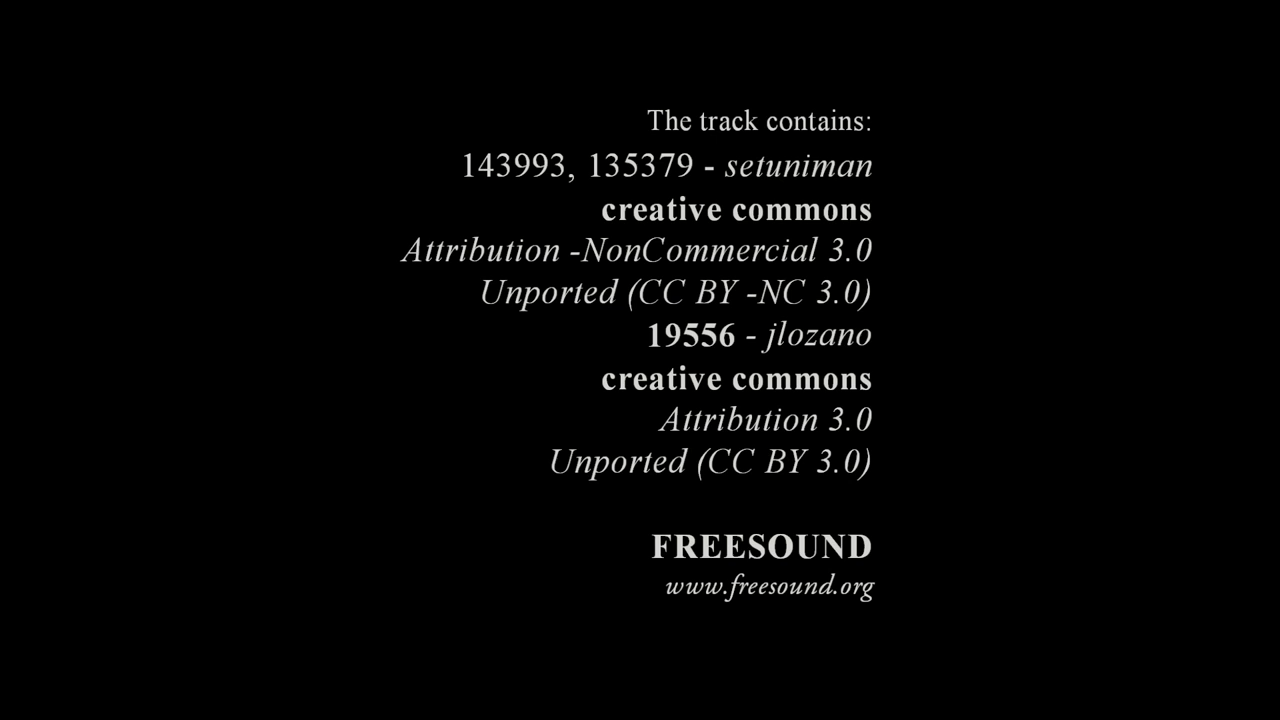 The track contains:
143993, 135379 - setuniman
creative commons
Attribution -NonCommercial 3.0
Unported (CC BY -NC 3.0)
19556 - jlozano
creative commons
Attribution 3.0
Unported (CC BY 3.0)
FREESOUND
www.freesound.org